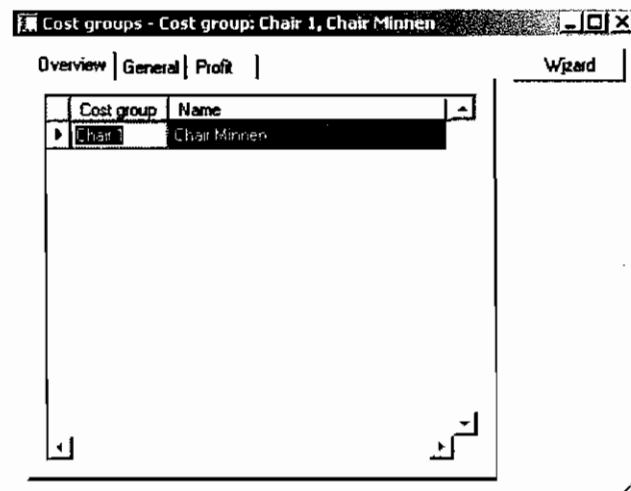 Cost groups - Cost group: Chair 1, Chair Minnen
Overview General Profit Wizard
Cost group Name
Chair 1 Chair Minnen